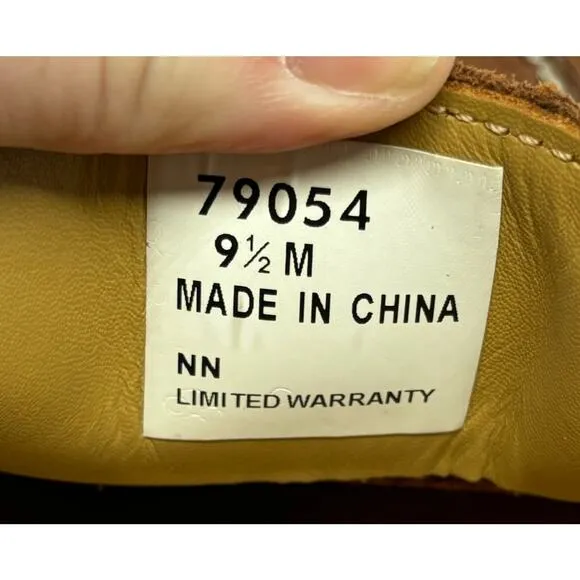 79054
9½ M
MADE IN CHINA
NN
LIMITED WARRANTY